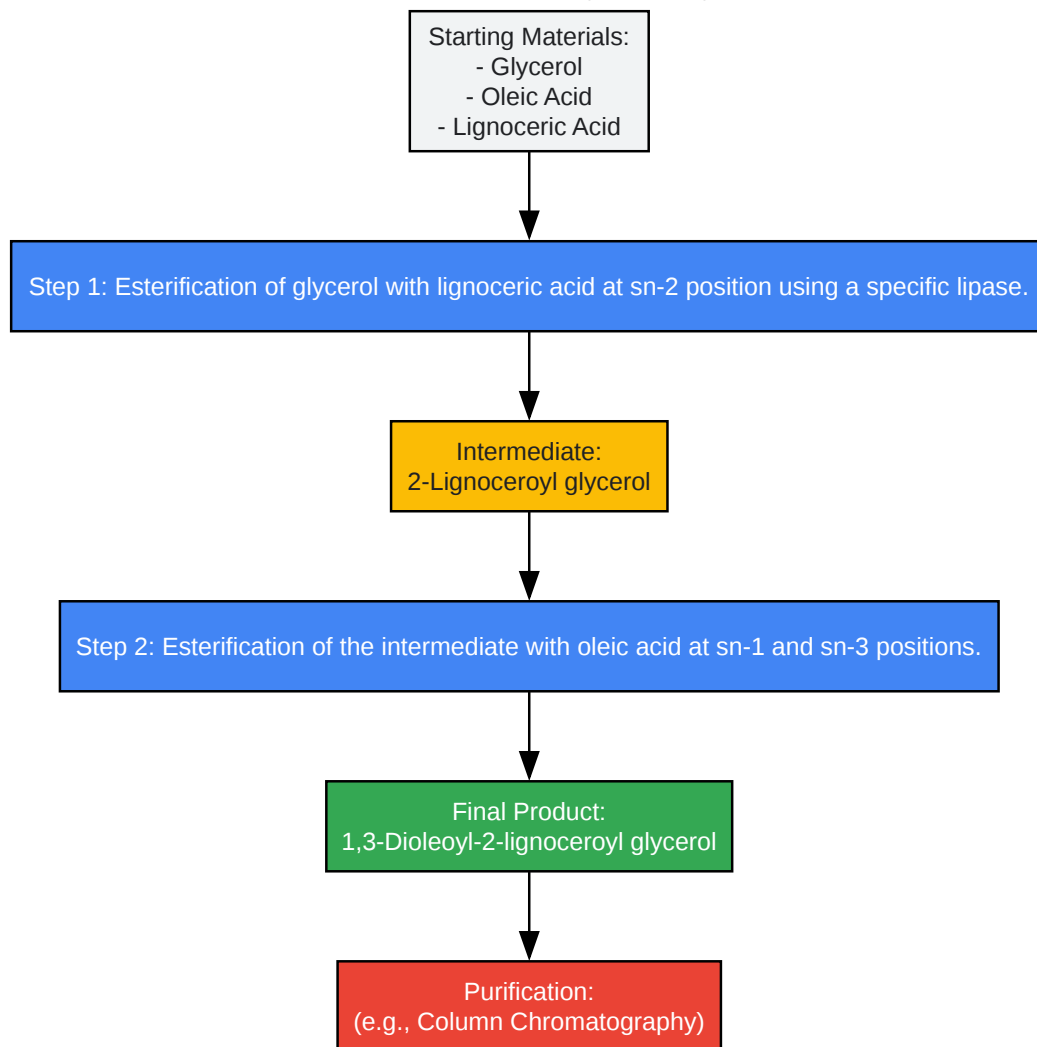 Starting Materials:
- Glycerol
- Oleic Acid
- Lignoceric Acid
Step 1: Esterification of glycerol with lignoceric acid at sn-2 position using a specific lipase.
Intermediate:
2-Lignoceroyl glycerol
Step 2: Esterification of the intermediate with oleic acid at sn-1 and sn-3 positions.
Final Product:
1,3-Dioleoyl-2-lignoceroyl glycerol
Purification:
(e.g., Column Chromatography)